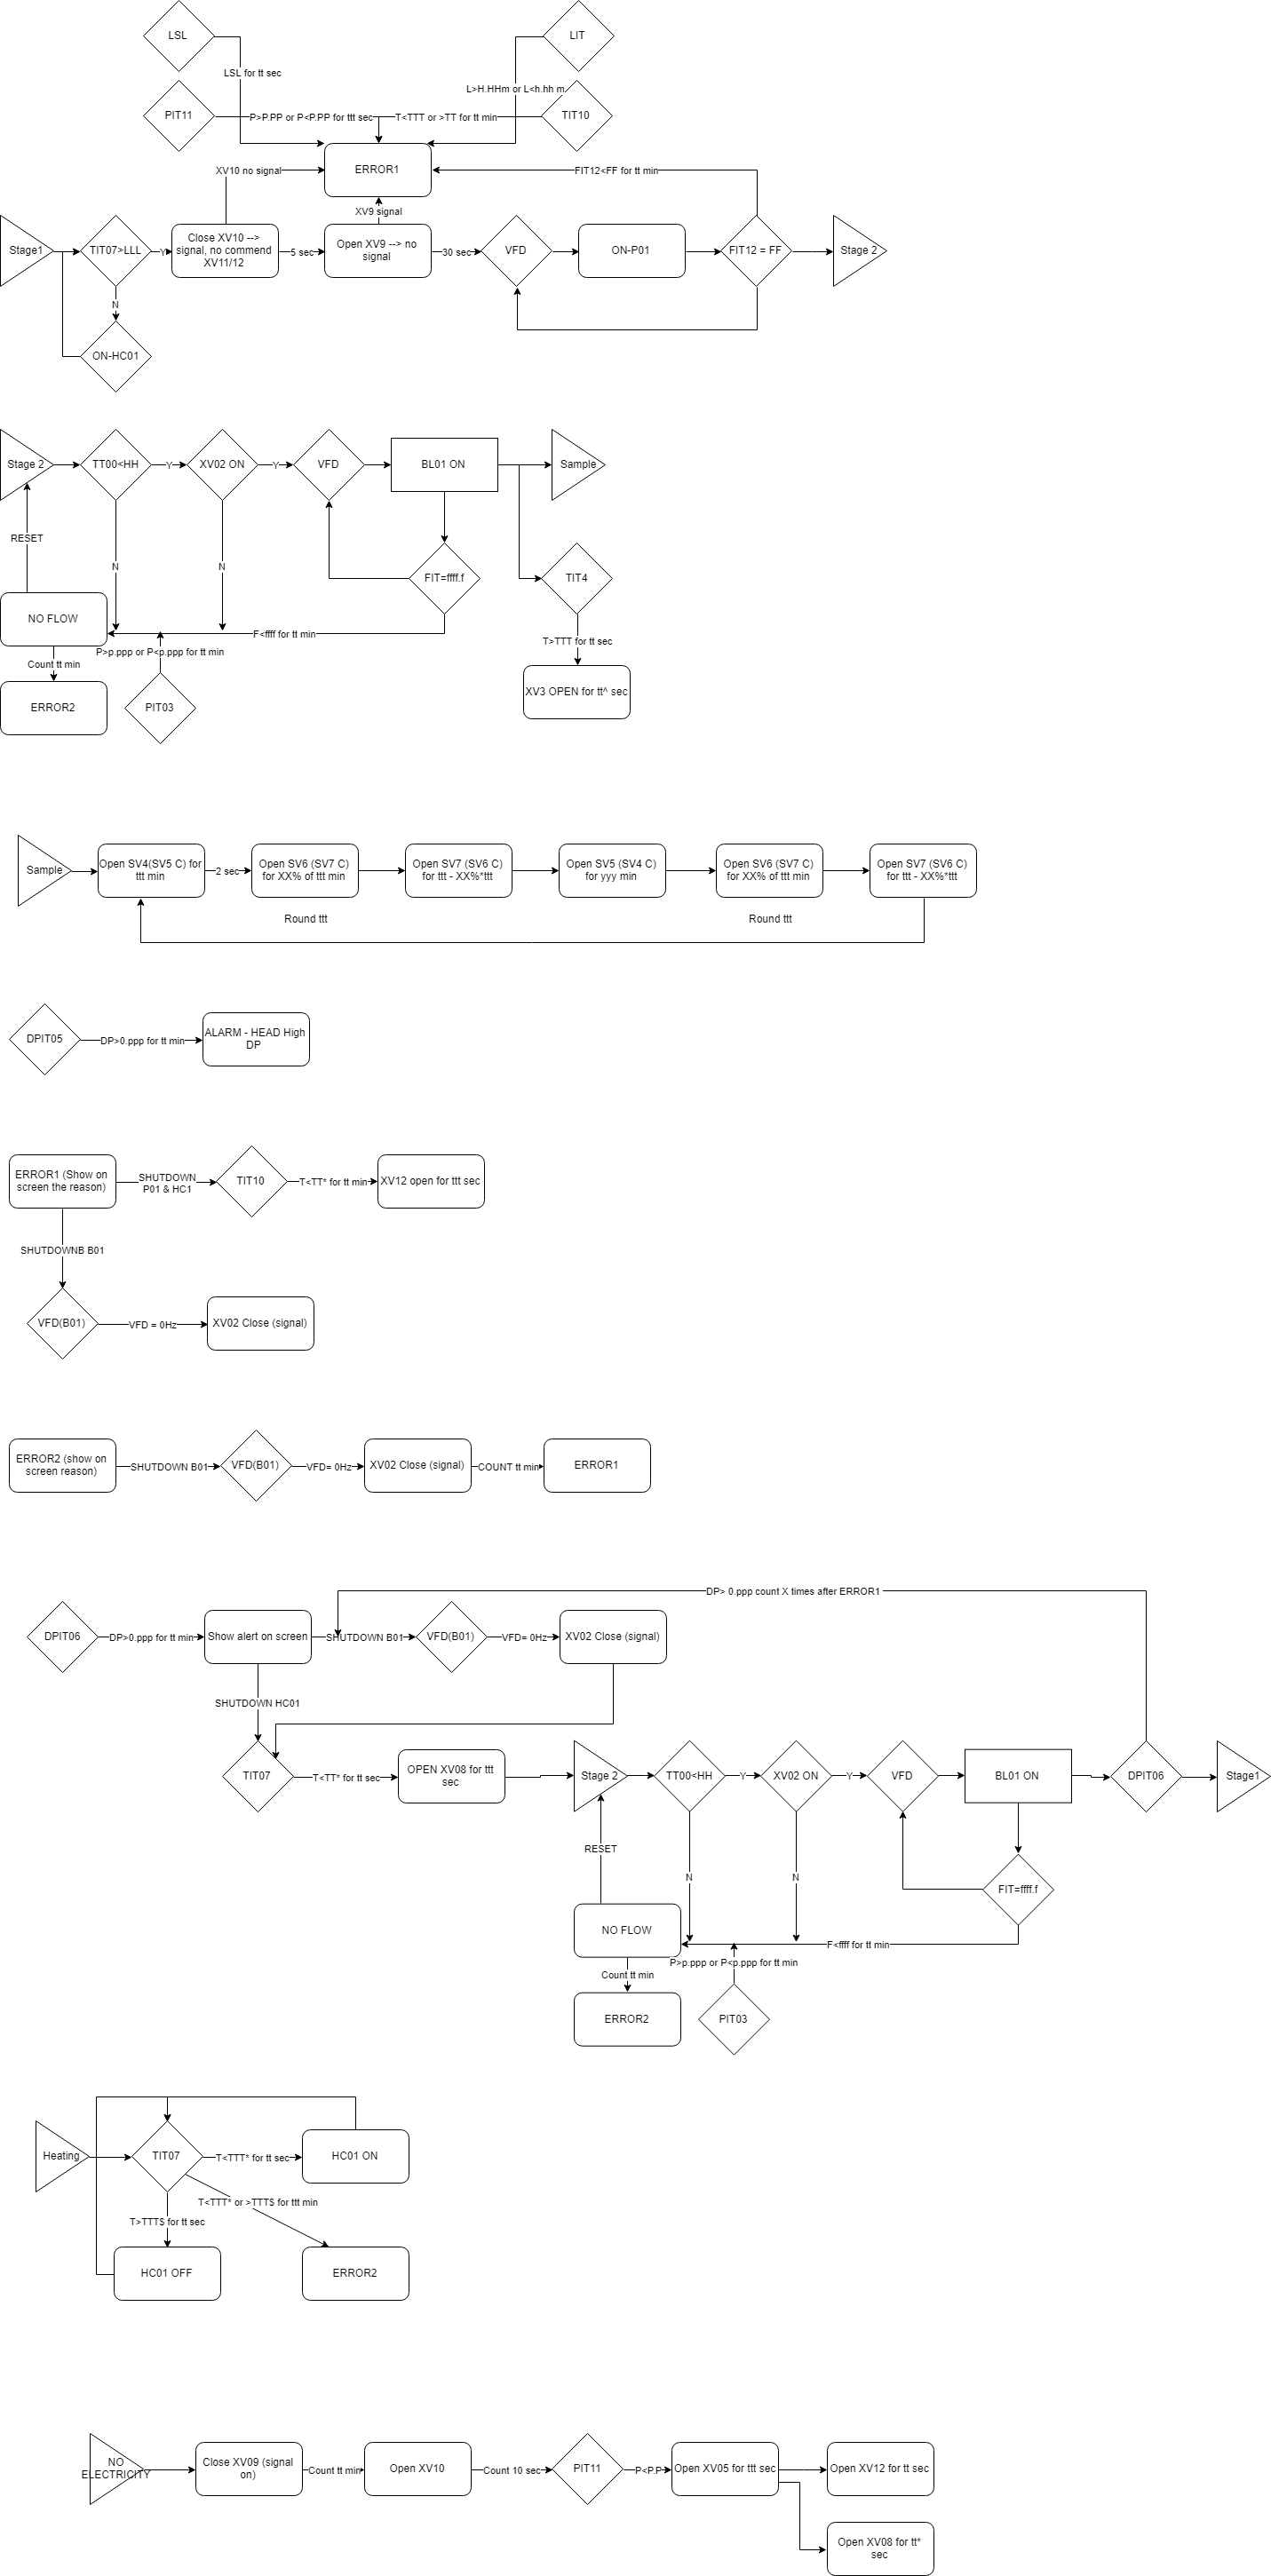 LSL
LIT
LSL for tt sec
L>H.HHm or L<h.hh m
PIT11
P>P.PP or P<P.PP for ttt sec
T<TTT or >TT for tt min
TIT10
ERROR1
XV10 no signal
FIT12<FF for tt min
XV9 signal
Stage1
TIT07>LLL
Y
Close XV10 -->
signal, no commend
XV11/12
5 sec
Open XV9 --> no
signal
30 sec
VFD
ON-P01
FIT12 = FF
Stage 2
N
ON-HC01
Stage 2
TT00<HH
Y
XV02 ON
Y
VFD
BL01 ON
Sample
RESET
N
N
FIT=ffff.f
TIT4
NO FLOW
F<ffff for tt min
T>TTT for tt sec
P>p.ppp or P<p.ppp for tt min
Count tt min
XV3 OPEN for tt^ sec
ERROR2
PIT03
Sample
Open SV4(SV5 C) for
ttt min
2 sec
Open SV6 (SV7 C)
for XX% of ttt min
Open SV7 (SV6 C)
for ttt - XX%*ttt
Open SV5 (SV4 C)
for yyy min
Open SV6 (SV7 C)
for XX% of ttt min
Open SV7 (SV6 C)
for ttt - XX%*ttt
Round ttt
Round ttt
DPIT05
DP>0.ppp for tt min
ALARM - HEAD High
DP
ERROR1 (Show on
screen the reason)
SHUTDOWN
P01 & HC1
TIT10
T<TT* for tt min
XV12 open for ttt sec
SHUTDOWNB B01
VFD(B01)
VFD = 0Hz
XV02 Close (signal)
ERROR2 (show on
screen reason)
SHUTDOWN B01
VFD(B01)
VFD= 0Hz
XV02 Close (signal)
COUNT tt min
ERROR1
DP> 0.ppp count X times after ERROR1
DPIT06
DP>0.ppp for tt min
Show alert on screen
SHUTDOWN B01
VFD(B01)
VFD= 0Hz
XV02 Close (signal)
SHUTDOWN HC01
TIT07
T<TT* for tt sec
OPEN XV08 for ttt
sec
Stage 2
TT00<HH
Y
XV02 ON
Y
VFD
BL01 ON
DPIT06
Stage1
RESET
N
N
FIT=ffff.f
NO FLOW
F<ffff for tt min
P>p.ppp or P<p.ppp for tt min
Count tt min
ERROR2
PIT03
Heating
TIT07
T<TTT* for tt sec
HC01 ON
T<TTT* or >TTT$ for ttt min
T>TTT$ for tt sec
HC01 OFF
ERROR2
NO
ELECTRICITY
Close XV09 (signal
on)
Count tt min
Open XV10
Count 10 sec
PIT11
P<P.P
Open XV05 for ttt sec
Open XV12 for tt sec
Open XV08 for tt*
sec